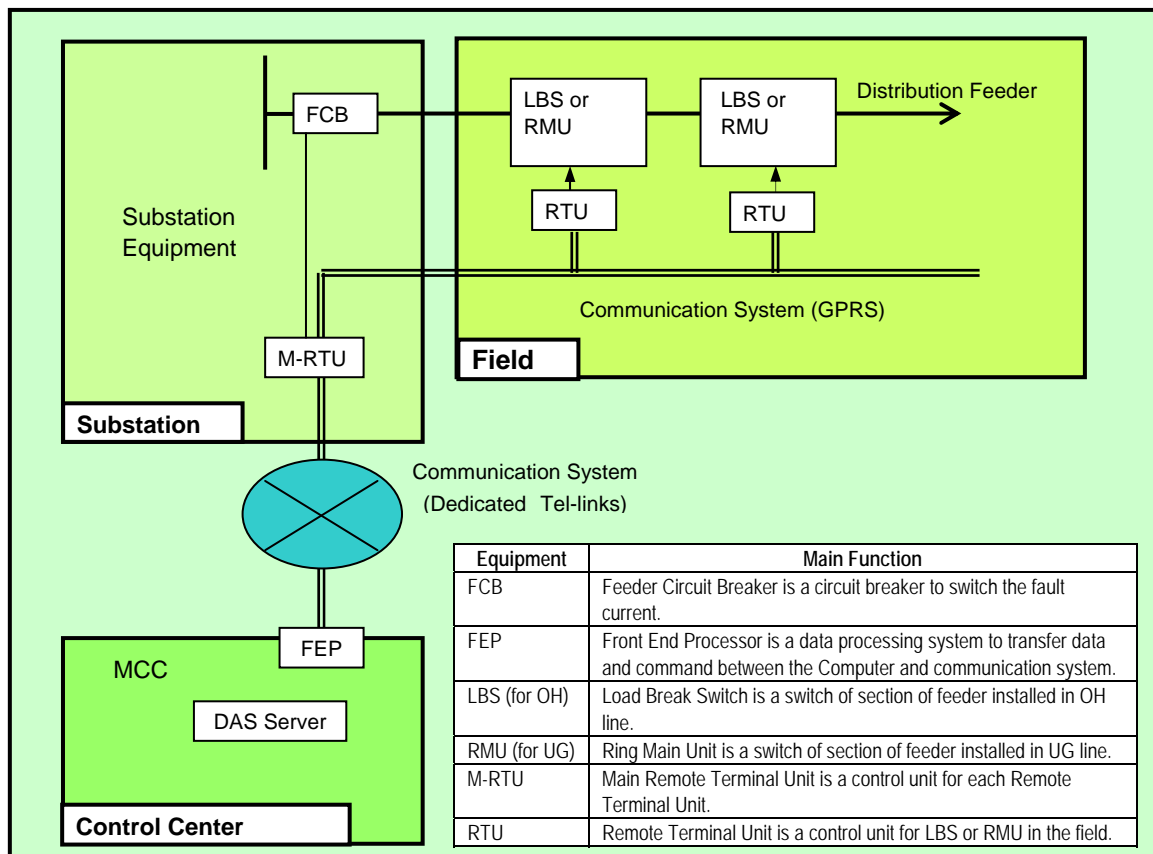 FCB
LBS or
RMU
LBS or
RMU
Distribution Feeder
RTU
RTU
Substation
Equipment
Communication System (GPRS)
M-RTU
Field
Substation
Communication System
(Dedicated Tel-links)
FEP
MCC
DAS Server
Control Center
Equipment Main Function
FCB Feeder Circuit Breaker is a circuit breaker to switch the fault
current.
FEP Front End Processor is a data processing system to transfer data
and command between the Computer and communication system.
LBS (for OH) Load Break Switch is a switch of section of feeder installed in OH
line.
RMU (for UG) Ring Main Unit is a switch of section of feeder installed in UG line.
M-RTU Main Remote Terminal Unit is a control unit for each Remote
Terminal Unit.
RTU Remote Terminal Unit is a control unit for LBS or RMU in the field.